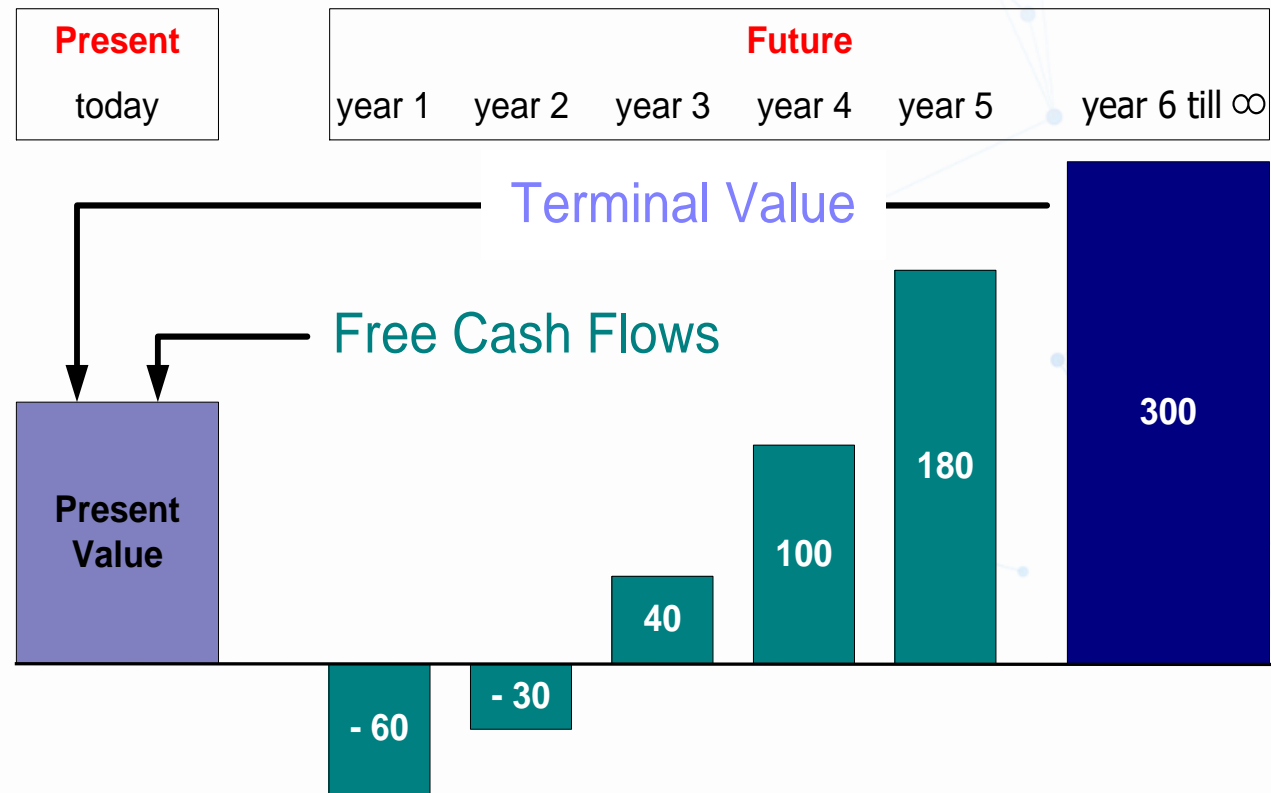 Present
Future
today
year 1
year 2
year 3
year 4
year 5
year 6 till ∞
Terminal Value
Free Cash Flows
300
180
Present
Value
100
40
- 30
- 60